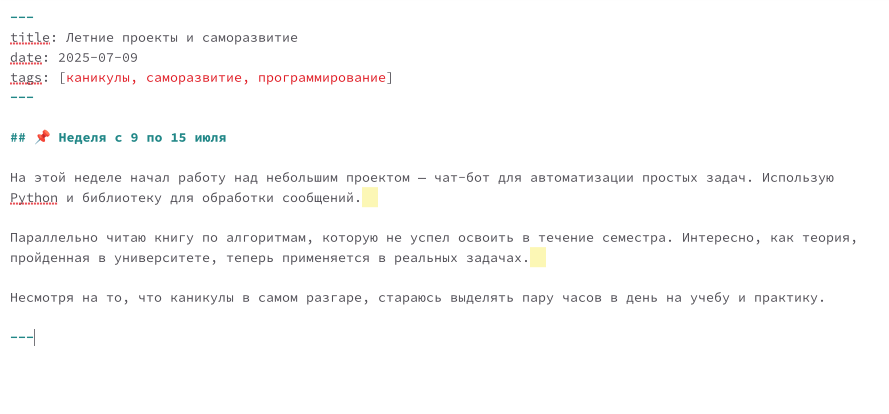 ---
title: Летние проекты и саморазвитие
date: 2025-07-09
tags: [каникулы, саморазвитие, программирование]
---
## 📌 Неделя с 9 по 15 июля
На этой неделе начал работу над небольшим проектом — чат-бот для автоматизации простых задач. Использую
Python и библиотеку для обработки сообщений.
Параллельно читаю книгу по алгоритмам, которую не успел освоить в течение семестра. Интересно, как теория,
пройденная в университете, теперь применяется в реальных задачах.
Несмотря на то, что каникулы в самом разгаре, стараюсь выделять пару часов в день на учебу и практику.
---